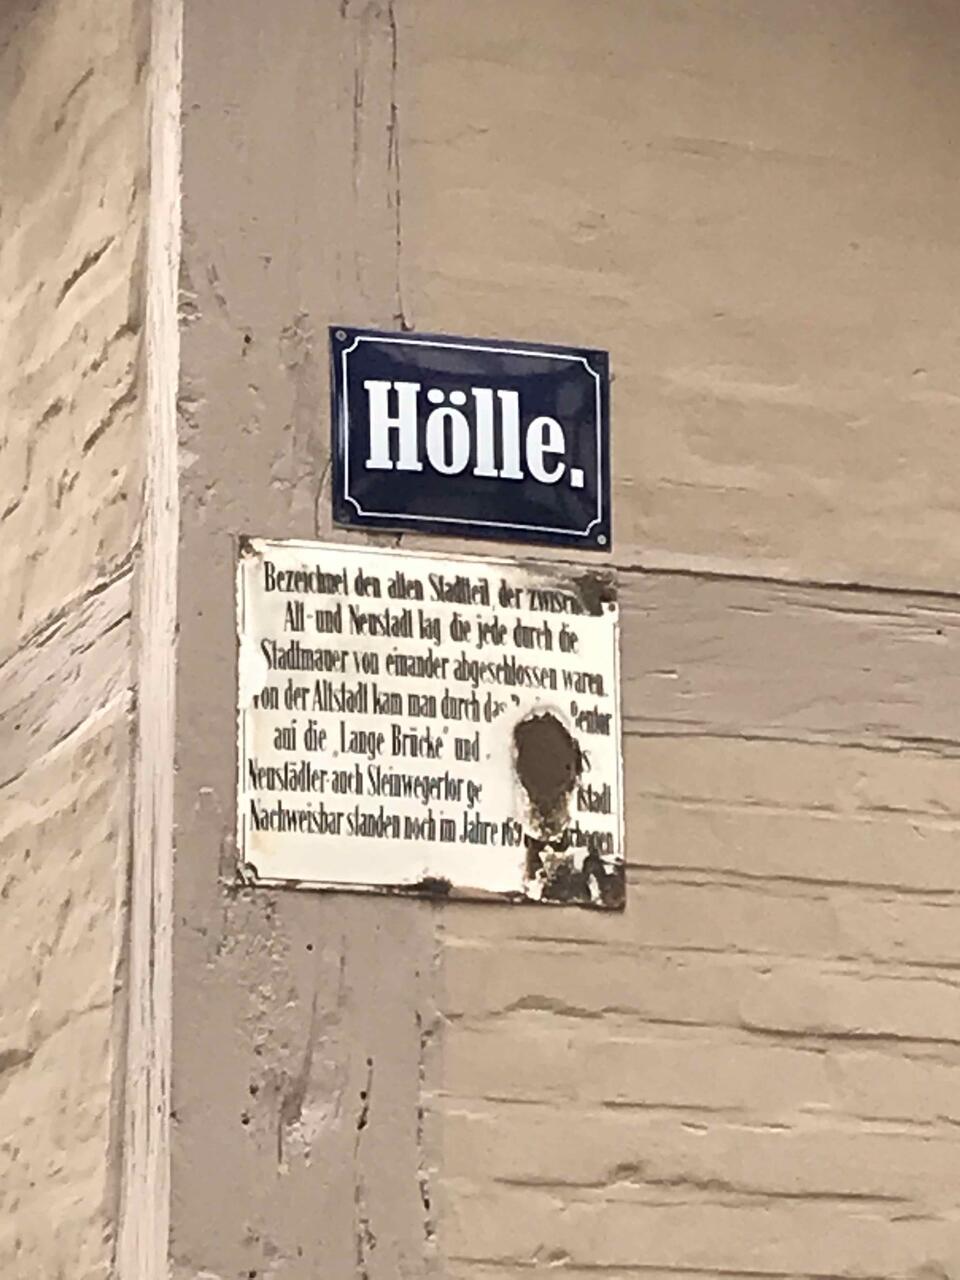 Hölle.
Bezeichnet den alten Stadtteil, der
Alt- und Neustadt lag die jede durch die
Stadtmauer von einander abgeschlossen waren.
von der Altstadt kam man durch das
auf die „Lange Brücke“ und
Neustädter auch Steinwegertor
Nachweisbar standen noch im Jahre